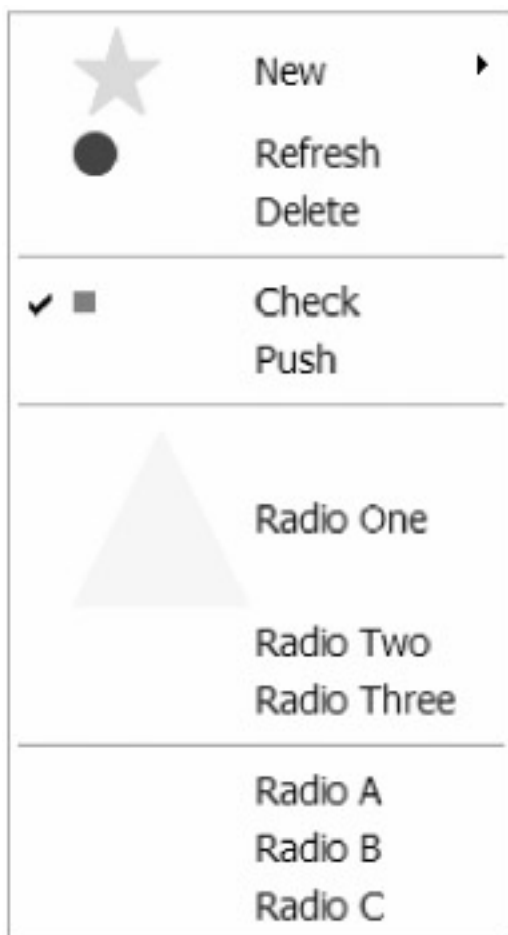 New
Refresh
Delete
Check
Push
Radio One
Radio Two
Radio Three
Radio A
Radio B
Radio C